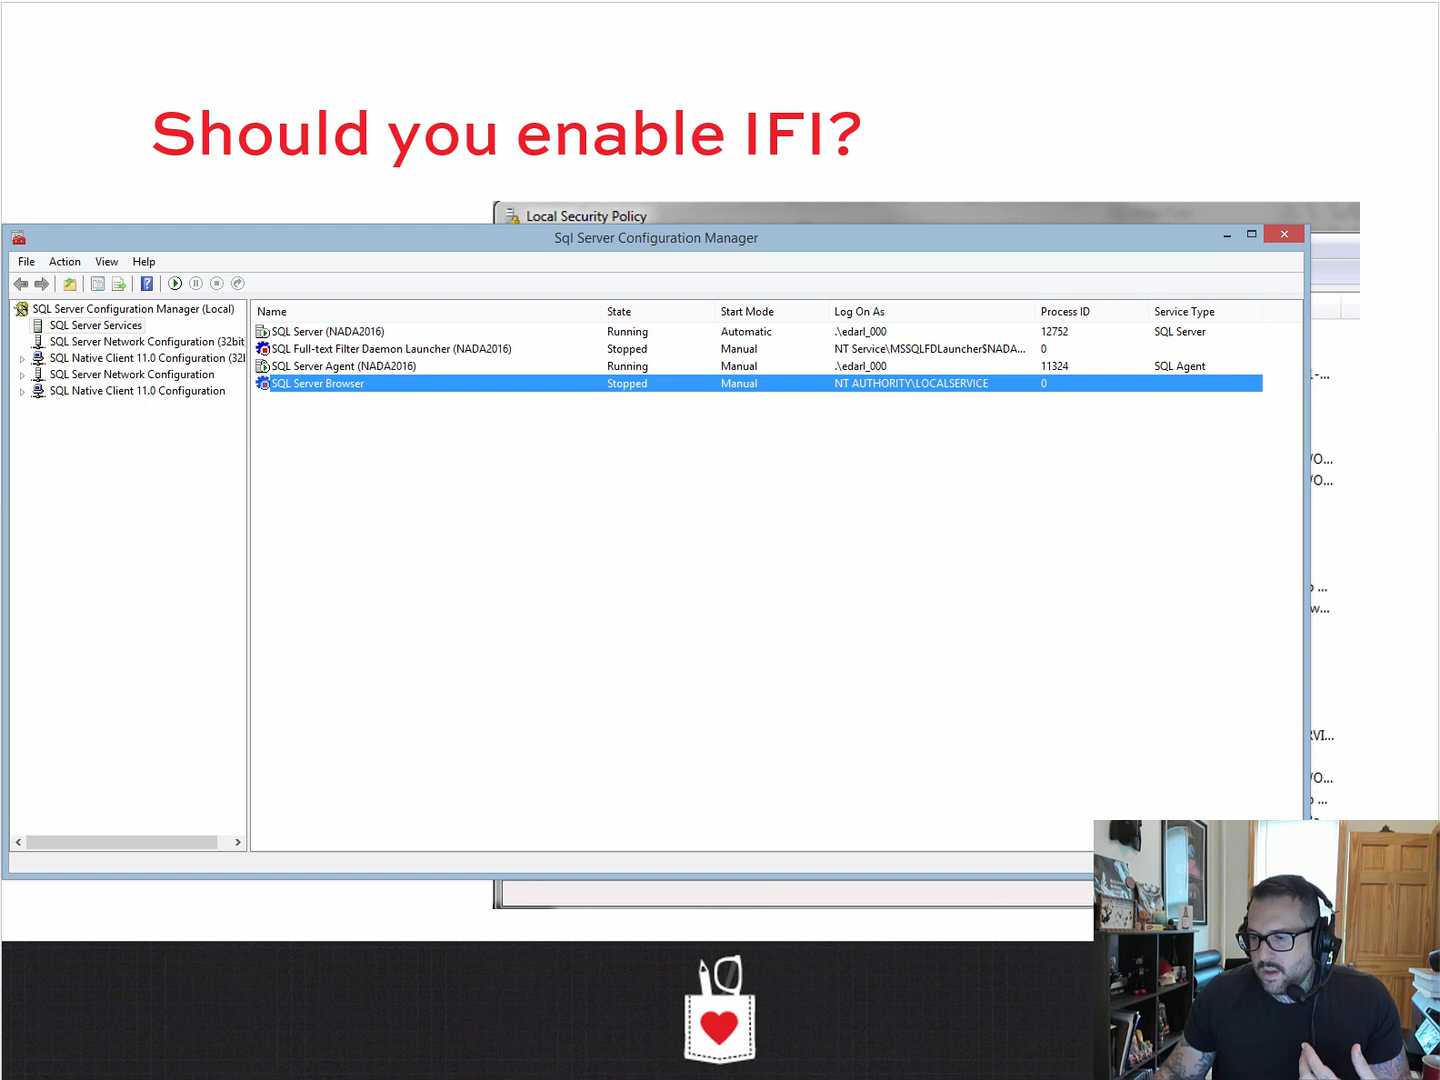 Should you enable IFI?
Local Security Policy
Sql Server Configuration Manager
File Action View Help
SQL Server Configuration Manager (Local)
SQL Server Services
SQL Server Network Configuration (32bit
SQL Native Client 11.0 Configuration (32b
SQL Server Network Configuration
SQL Native Client 11.0 Configuration
Name State Start Mode Log On As Process ID Service Type
SQL Server (NADA2016) Running Automatic .\edarl_000 12752 SQL Server
SQL Full-text Filter Daemon Launcher (NADA2016) Stopped Manual NT Service\MSSQLFDLauncher$NADA... 0
SQL Server Agent (NADA2016) Running Manual .\edarl_000 11324 SQL Agent
SQL Server Browser Stopped Manual NT AUTHORITY\LOCALSERVICE 0